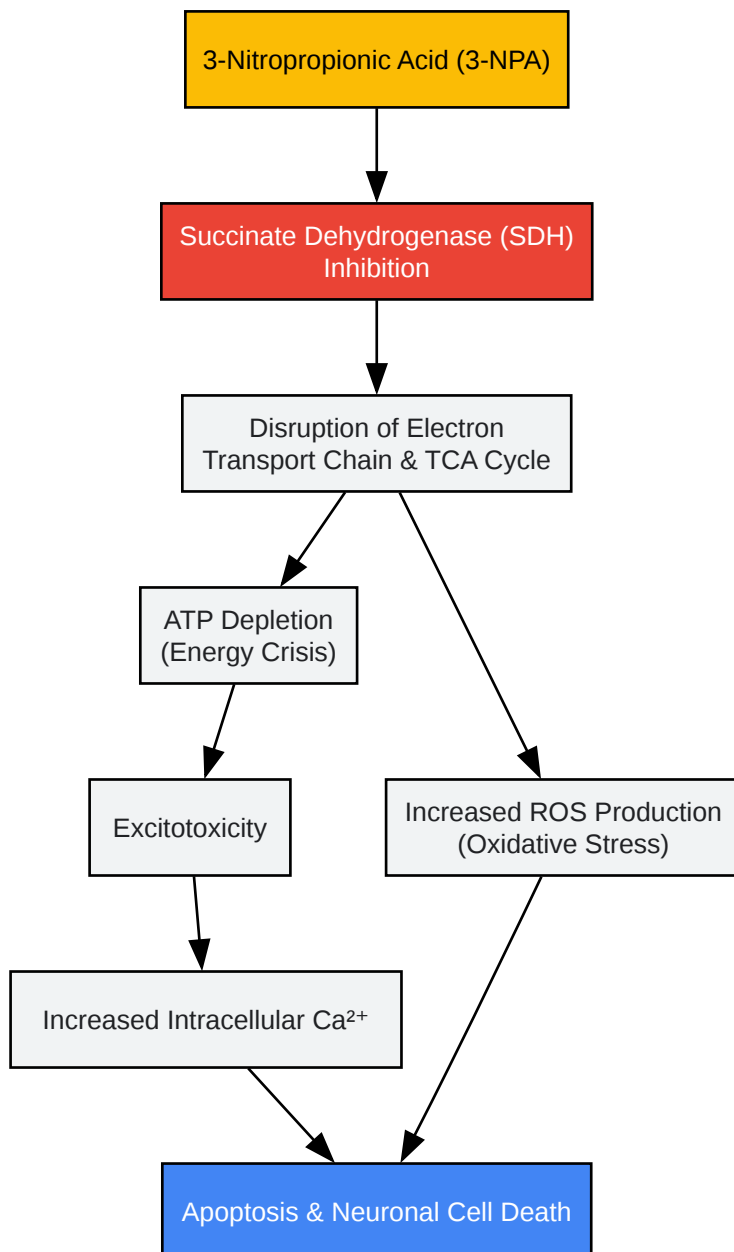 3-Nitropropionic Acid (3-NPA)
Succinate Dehydrogenase (SDH)
Inhibition
Disruption of Electron
Transport Chain & TCA Cycle
ATP Depletion
(Energy Crisis)
Excitotoxicity
Increased ROS Production
(Oxidative Stress)
Increased Intracellular Ca²⁺
Apoptosis & Neuronal Cell Death